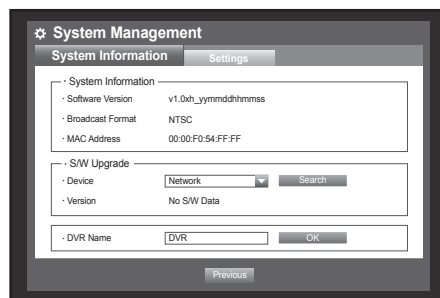 System Management
System Information Settings
· System Information
· Software Version v1.0xh_yymmddhhmmss
· Broadcast Format NTSC
· MAC Address 00:00:F0:54:FF:FF
· S/W Upgrade
· Device Network Search
· Version No S/W Data
· DVR Name DVR OK
Previous